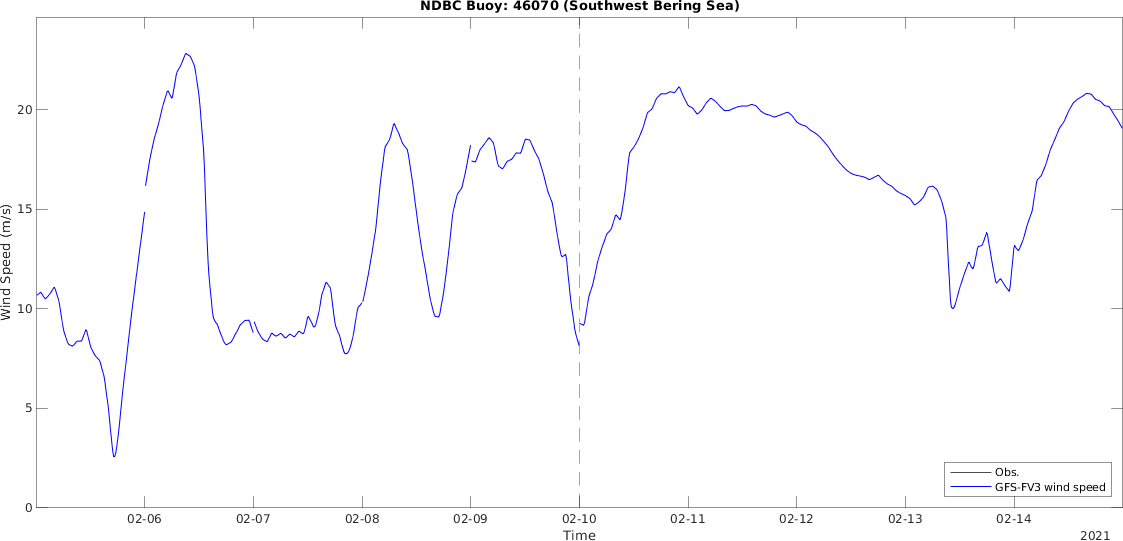 NDBC Buoy: 46070 (Southwest Bering Sea)
Wind Speed (m/s)
20
15
10
5
0
Obs.
GFS-FV3 wind speed
02-06 02-07 02-08 02-09 02-10 02-11 02-12 02-13 02-14
Time
2021